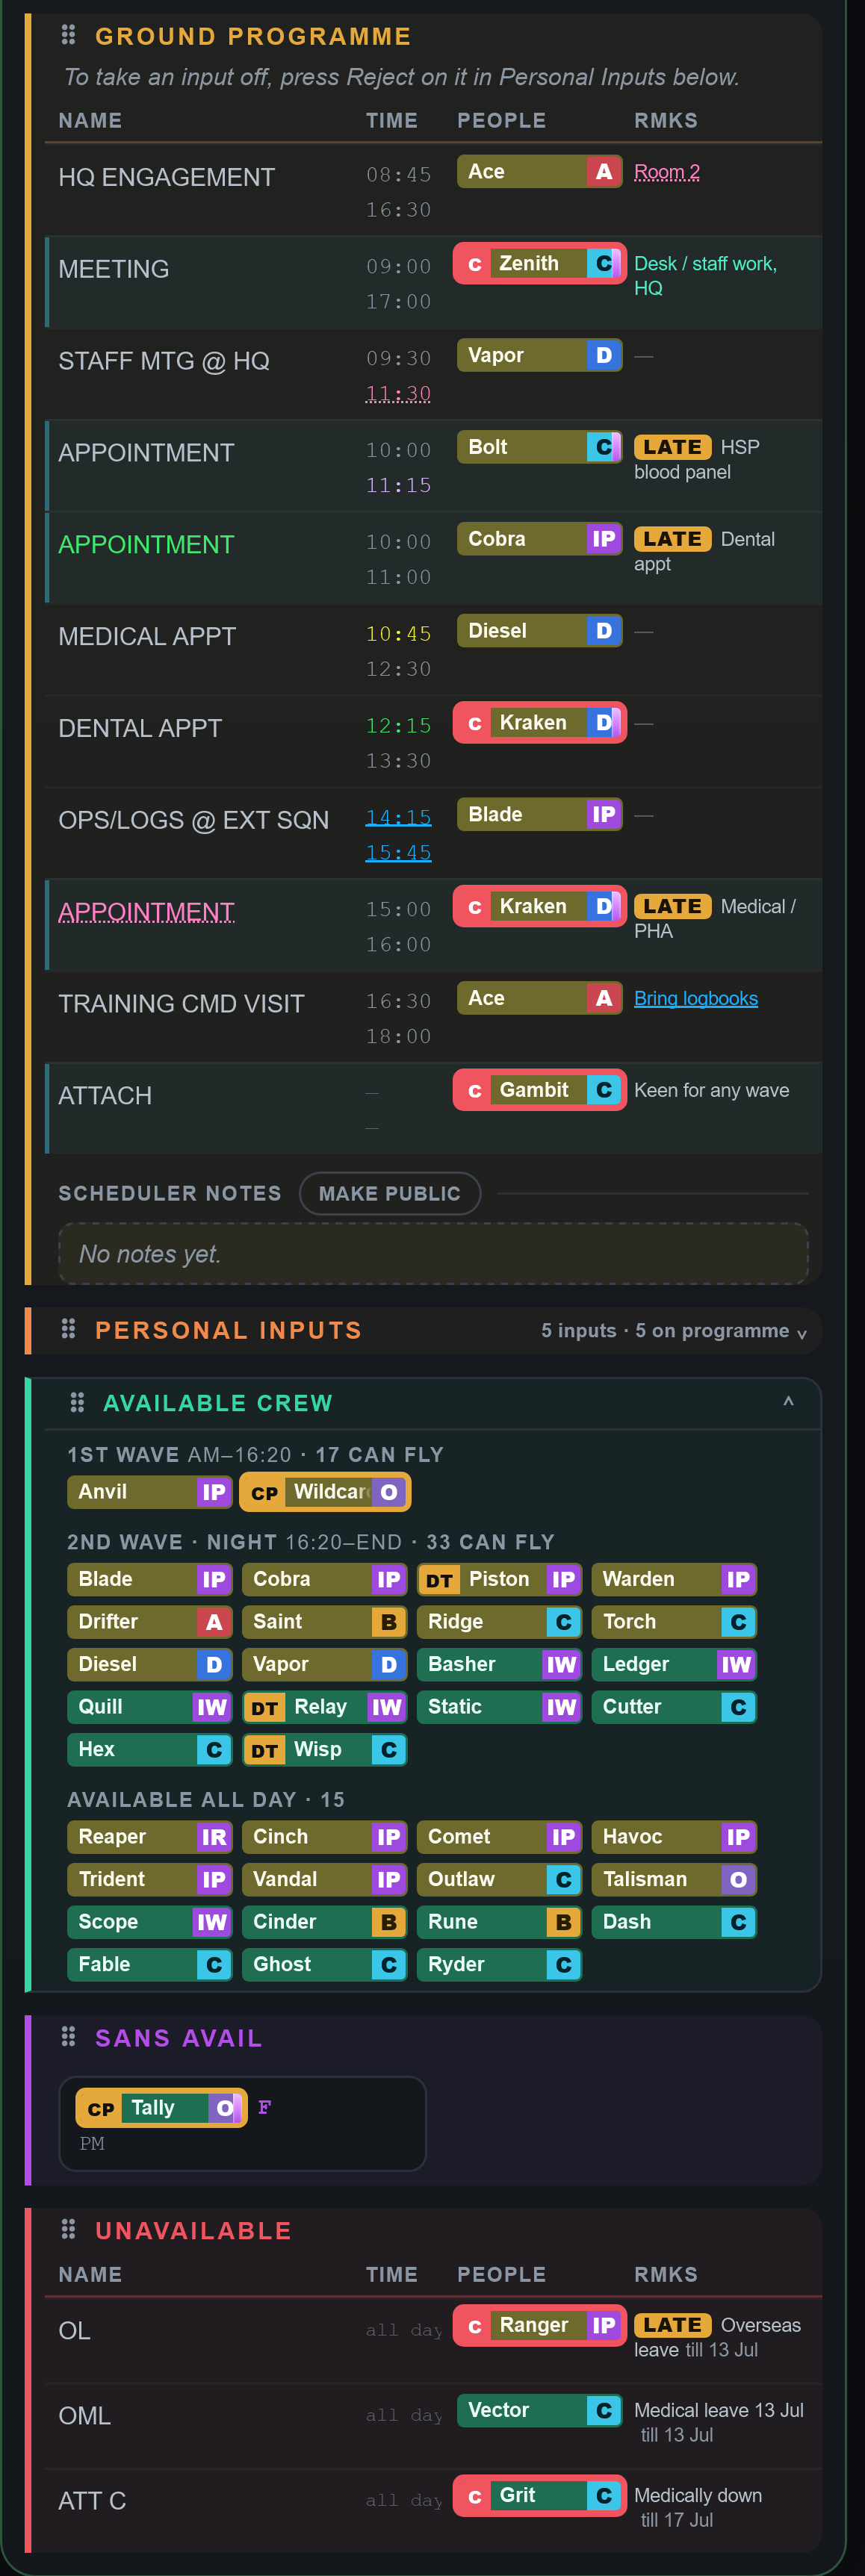 GROUND PROGRAMME
To take an input off, press Reject on it in Personal Inputs below.
NAME TIME PEOPLE RMKS
HQ ENGAGEMENT 08:45 Ace A Room 2
16:30
MEETING 09:00 C Zenith C Desk / staff work,
17:00 HQ
STAFF MTG @ HQ 09:30 Vapor D —
11:30
APPOINTMENT 10:00 Bolt C LATE HSP
11:15 blood panel
APPOINTMENT 10:00 Cobra IP LATE Dental
11:00 appt
MEDICAL APPT 10:45 Diesel D —
12:30
DENTAL APPT 12:15 C Kraken D —
13:30
OPS/LOGS @ EXT SQN 14:15 Blade IP —
15:45
APPOINTMENT 15:00 C Kraken D LATE Medical /
16:00 PHA
TRAINING CMD VISIT 16:30 Ace A Bring logbooks
18:00
ATTACH — C Gambit C Keen for any wave
—
SCHEDULER NOTES MAKE PUBLIC
No notes yet.
PERSONAL INPUTS 5 inputs · 5 on programme
AVAILABLE CREW
1ST WAVE AM–16:20 · 17 CAN FLY
Anvil IP CP Wildcar O
2ND WAVE · NIGHT 16:20–END · 33 CAN FLY
Blade IP Cobra IP DT Piston IP Warden IP
Drifter A Saint B Ridge C Torch C
Diesel D Vapor D Basher IW Ledger IW
Quill IW DT Relay IW Static IW Cutter C
Hex C DT Wisp C
AVAILABLE ALL DAY · 15
Reaper IR Cinch IP Comet IP Havoc IP
Trident IP Vandal IP Outlaw C Talisman O
Scope IW Cinder B Rune B Dash C
Fable C Ghost C Ryder C
SANS AVAIL
CP Tally O F
PM
UNAVAILABLE
NAME TIME PEOPLE RMKS
OL all day C Ranger IP LATE Overseas
leave till 13 Jul
OML all day Vector C Medical leave 13 Jul
till 13 Jul
ATT C all day C Grit C Medically down
till 17 Jul